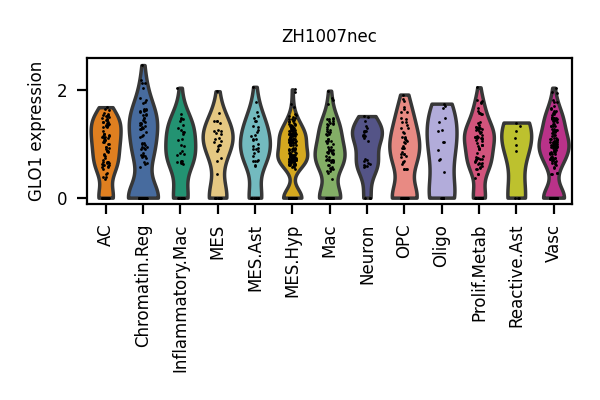 ZH1007nec
GLO1 expression
2
0
AC
Chromatin.Reg
Inflammatory.Mac
MES
MES.Ast
MES.Hyp
Mac
Neuron
OPC
Oligo
Prolif.Metab
Reactive.Ast
Vasc